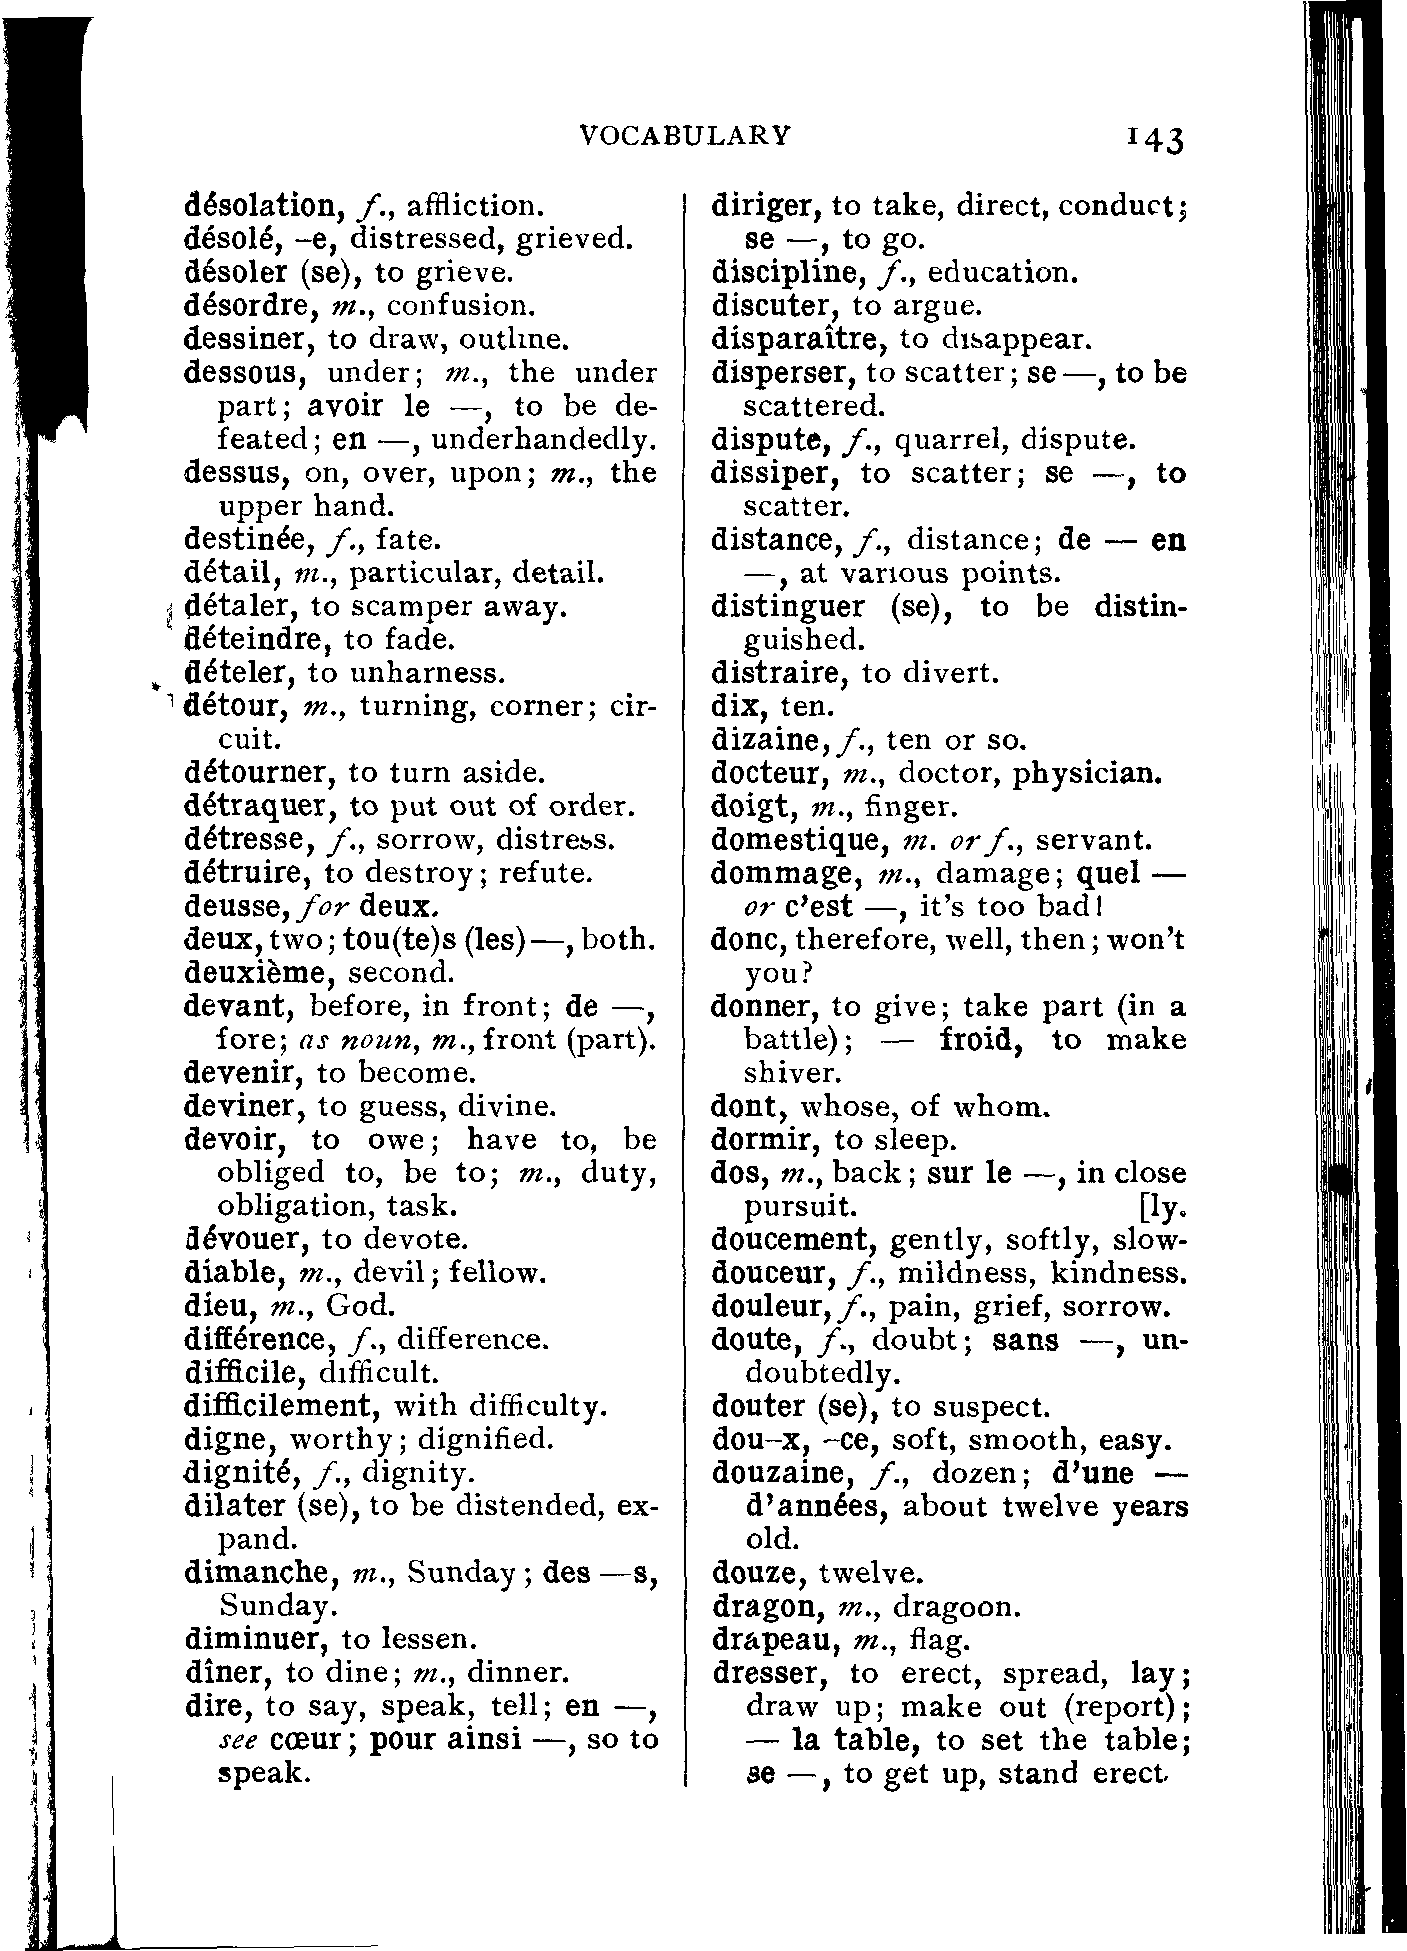 VOCABULARY 143
désolation, f., affliction.
désolé, –e, distressed, grieved.
désoler (se), to grieve.
désordre, m., confusion.
dessiner, to draw, outline.
dessous, under; m., the under
part; avoir le —, to be de-
feated; en —, underhandedly.
dessus, on, over, upon; m., the
upper hand.
destinée, f., fate.
détail, m., particular, detail.
détaler, to scamper away.
déteindre, to fade.
dételer, to unharness.
détour, m., turning, corner; cir-
cuit.
détourner, to turn aside.
détraquer, to put out of order.
détresse, f., sorrow, distress.
détruire, to destroy; refute.
deusse, for deux.
deux, two; tou(te)s (les) —, both.
deuxième, second.
devant, before, in front; de —,
fore; as noun, m., front (part).
devenir, to become.
deviner, to guess, divine.
devoir, to owe; have to, be
obliged to, be to; m., duty,
obligation, task.
dévouer, to devote.
diable, m., devil; fellow.
dieu, m., God.
différence, f., difference.
difficile, difficult.
difficilement, with difficulty.
digne, worthy; dignified.
dignité, f., dignity.
dilater (se), to be distended, ex-
pand.
dimanche, m., Sunday; des —s,
Sunday.
diminuer, to lessen.
dîner, to dine; m., dinner.
dire, to say, speak, tell; en —,
see cœur; pour ainsi —, so to
speak.
diriger, to take, direct, conduct;
se —, to go.
discipline, f., education.
discuter, to argue.
disparaître, to disappear.
disperser, to scatter; se —, to be
scattered.
dispute, f., quarrel, dispute.
dissiper, to scatter; se —, to
scatter.
distance, f., distance; de — en
—, at various points.
distinguer (se), to be distin-
guished.
distraire, to divert.
dix, ten.
dizaine, f., ten or so.
docteur, m., doctor, physician.
doigt, m., finger.
domestique, m. or f., servant.
dommage, m., damage; quel —
or c'est —, it's too bad!
donc, therefore, well, then; won't
you?
donner, to give; take part (in a
battle); — froid, to make
shiver.
dont, whose, of whom.
dormir, to sleep.
dos, m., back; sur le —, in close
pursuit. [ly.
doucement, gently, softly, slow-
douceur, f., mildness, kindness.
douleur, f., pain, grief, sorrow.
doute, f., doubt; sans —, un-
doubtedly.
douter (se), to suspect.
dou–x, –ce, soft, smooth, easy.
douzaine, f., dozen; d'une —
d'années, about twelve years
old.
douze, twelve.
dragon, m., dragoon.
drapeau, m., flag.
dresser, to erect, spread, lay;
draw up; make out (report);
— la table, to set the table;
se —, to get up, stand erect.